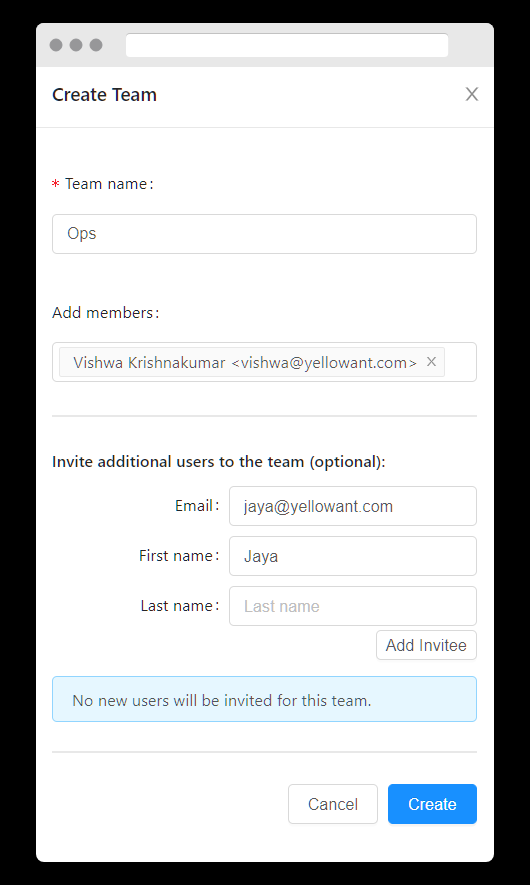 Create Team
* Team name:
Ops
Add members:
Vishwa Krishnakumar <vishwa@yellowant.com>
Invite additional users to the team (optional):
Email: jaya@yellowant.com
First name: Jaya
Last name: Last name
Add Invitee
No new users will be invited for this team.
Cancel Create